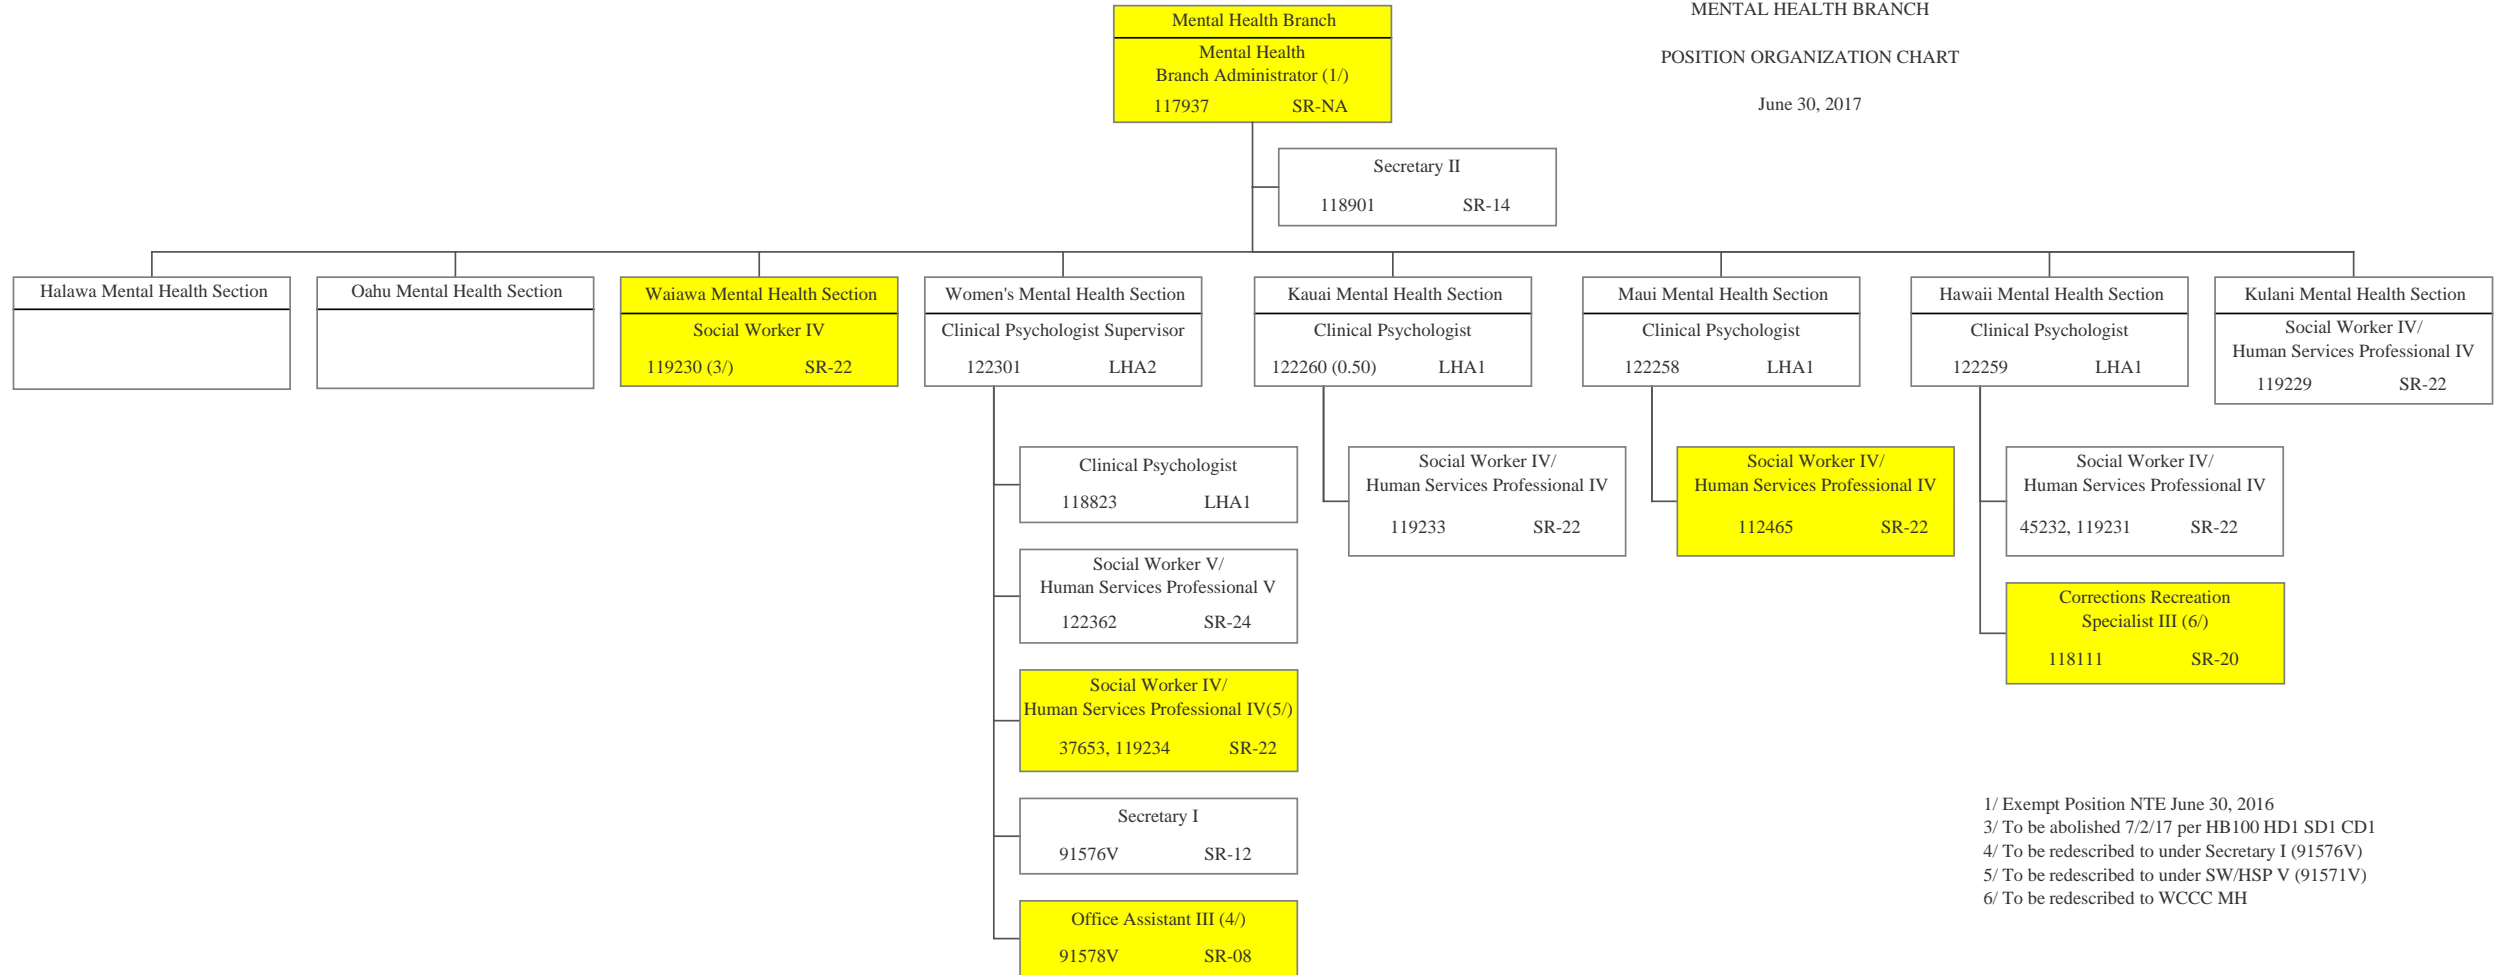 MENTAL HEALTH BRANCH
POSITION ORGANIZATION CHART
June 30, 2017
Mental Health Branch
Mental Health
Branch Administrator (1/)
117937 SR-NA
Secretary II
118901 SR-14
Halawa Mental Health Section
Oahu Mental Health Section
Waiawa Mental Health Section
Social Worker IV
119230 (3/) SR-22
Women's Mental Health Section
Clinical Psychologist Supervisor
122301 LHA2
Clinical Psychologist
118823 LHA1
Social Worker V/
Human Services Professional V
122362 SR-24
Social Worker IV/
Human Services Professional IV(5/)
37653, 119234 SR-22
Secretary I
91576V SR-12
Office Assistant III (4/)
91578V SR-08
Kauai Mental Health Section
Clinical Psychologist
122260 (0.50) LHA1
Social Worker IV/
Human Services Professional IV
119233 SR-22
Maui Mental Health Section
Clinical Psychologist
122258 LHA1
Social Worker IV/
Human Services Professional IV
112465 SR-22
Hawaii Mental Health Section
Clinical Psychologist
122259 LHA1
Social Worker IV/
Human Services Professional IV
45232, 119231 SR-22
Corrections Recreation
Specialist III (6/)
118111 SR-20
Kulani Mental Health Section
Social Worker IV/
Human Services Professional IV
119229 SR-22
1/ Exempt Position NTE June 30, 2016
3/ To be abolished 7/2/17 per HB100 HD1 SD1 CD1
4/ To be redescribed to under Secretary I (91576V)
5/ To be redescribed to under SW/HSP V (91571V)
6/ To be redescribed to WCCC MH